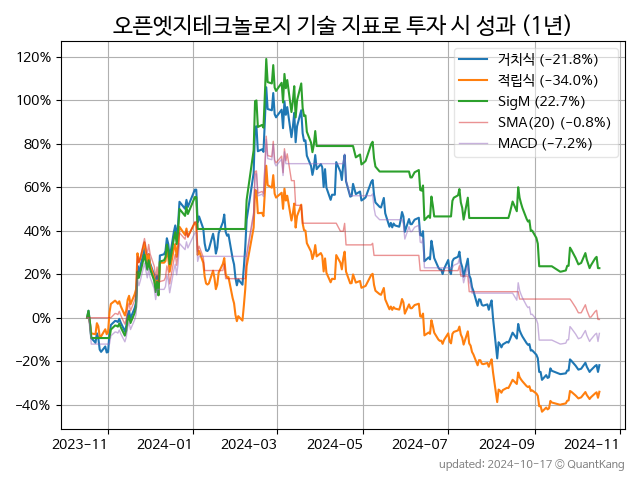 오픈엣지테크놀로지 기술 지표로 투자 시 성과 (1년)
120%
100%
80%
60%
40%
20%
0%
−20%
−40%
거치식 (−21.8%)
적립식 (−34.0%)
SigM (22.7%)
SMA(20) (−0.8%)
MACD (−7.2%)
2023−11
2024−01
2024−03
2024−05
2024−07
2024−09
2024−11
updated: 2024-10-17 © QuantKang